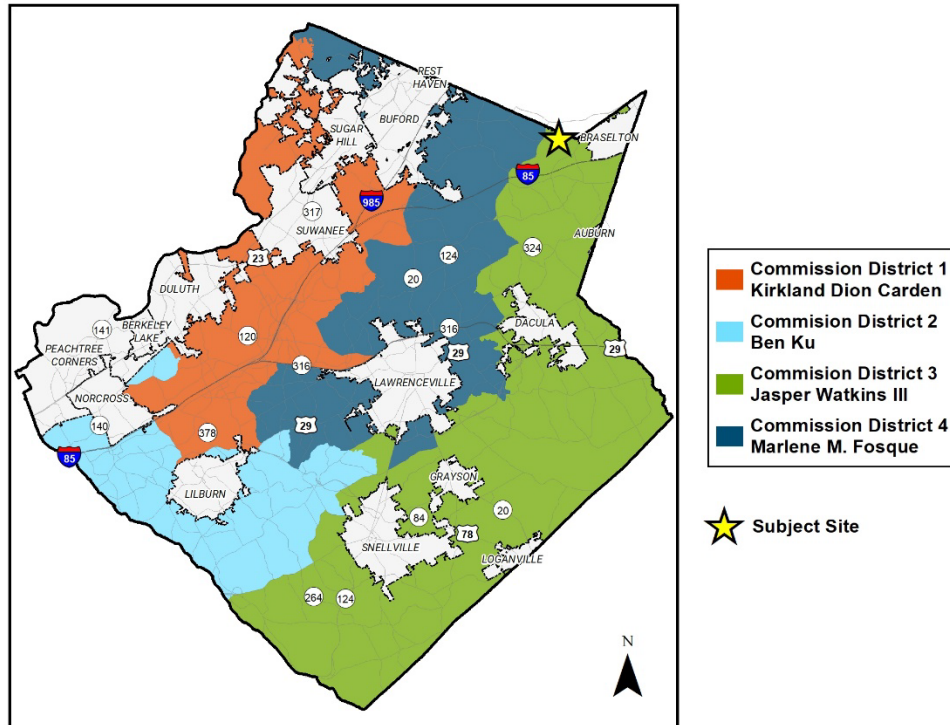 REST
HAVEN
BUFORD
SUGAR
HILL
BRASELTON
85
985
317
SUWANEE
AUBURN
324
124
23
20
DULUTH
141
BERKELEY
LAKE
PEACHTREE
CORNERS
120
316
DACULA
29
29
316
LAWRENCEVILLE
NORCROSS
140
378
29
85
GRAYSON
LILBURN
84
20
78
SNELLVILLE
LOGANVILLE
264
124
N
Commission District 1
Kirkland Dion Carden
Commision District 2
Ben Ku
Commision District 3
Jasper Watkins III
Commission District 4
Marlene M. Fosque
Subject Site